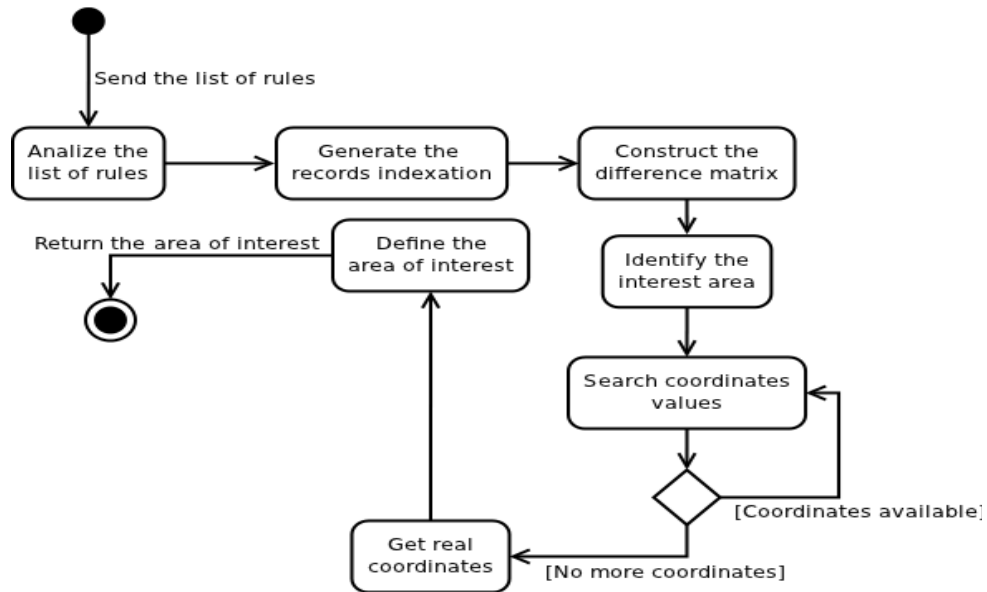 Send the list of rules
Analize the
list of rules
Generate the
records indexation
Construct the
difference matrix
Return the area of interest
Define the
area of interest
Identify the
interest area
Search coordinates
values
[Coordinates available]
Get real
coordinates
[No more coordinates]